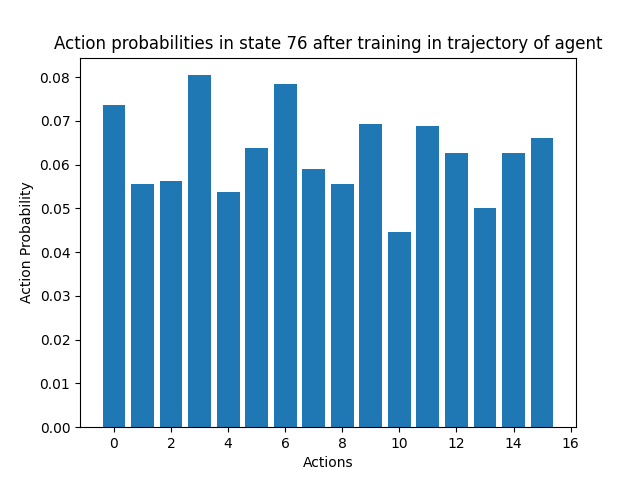 Action probabilities in state 76 after training in trajectory of agent
0.08
0.07
0.06
0.05
0.04
0.03
0.02
0.01
0.00
Action Probability
0 2 4 6 8 10 12 14 16
Actions